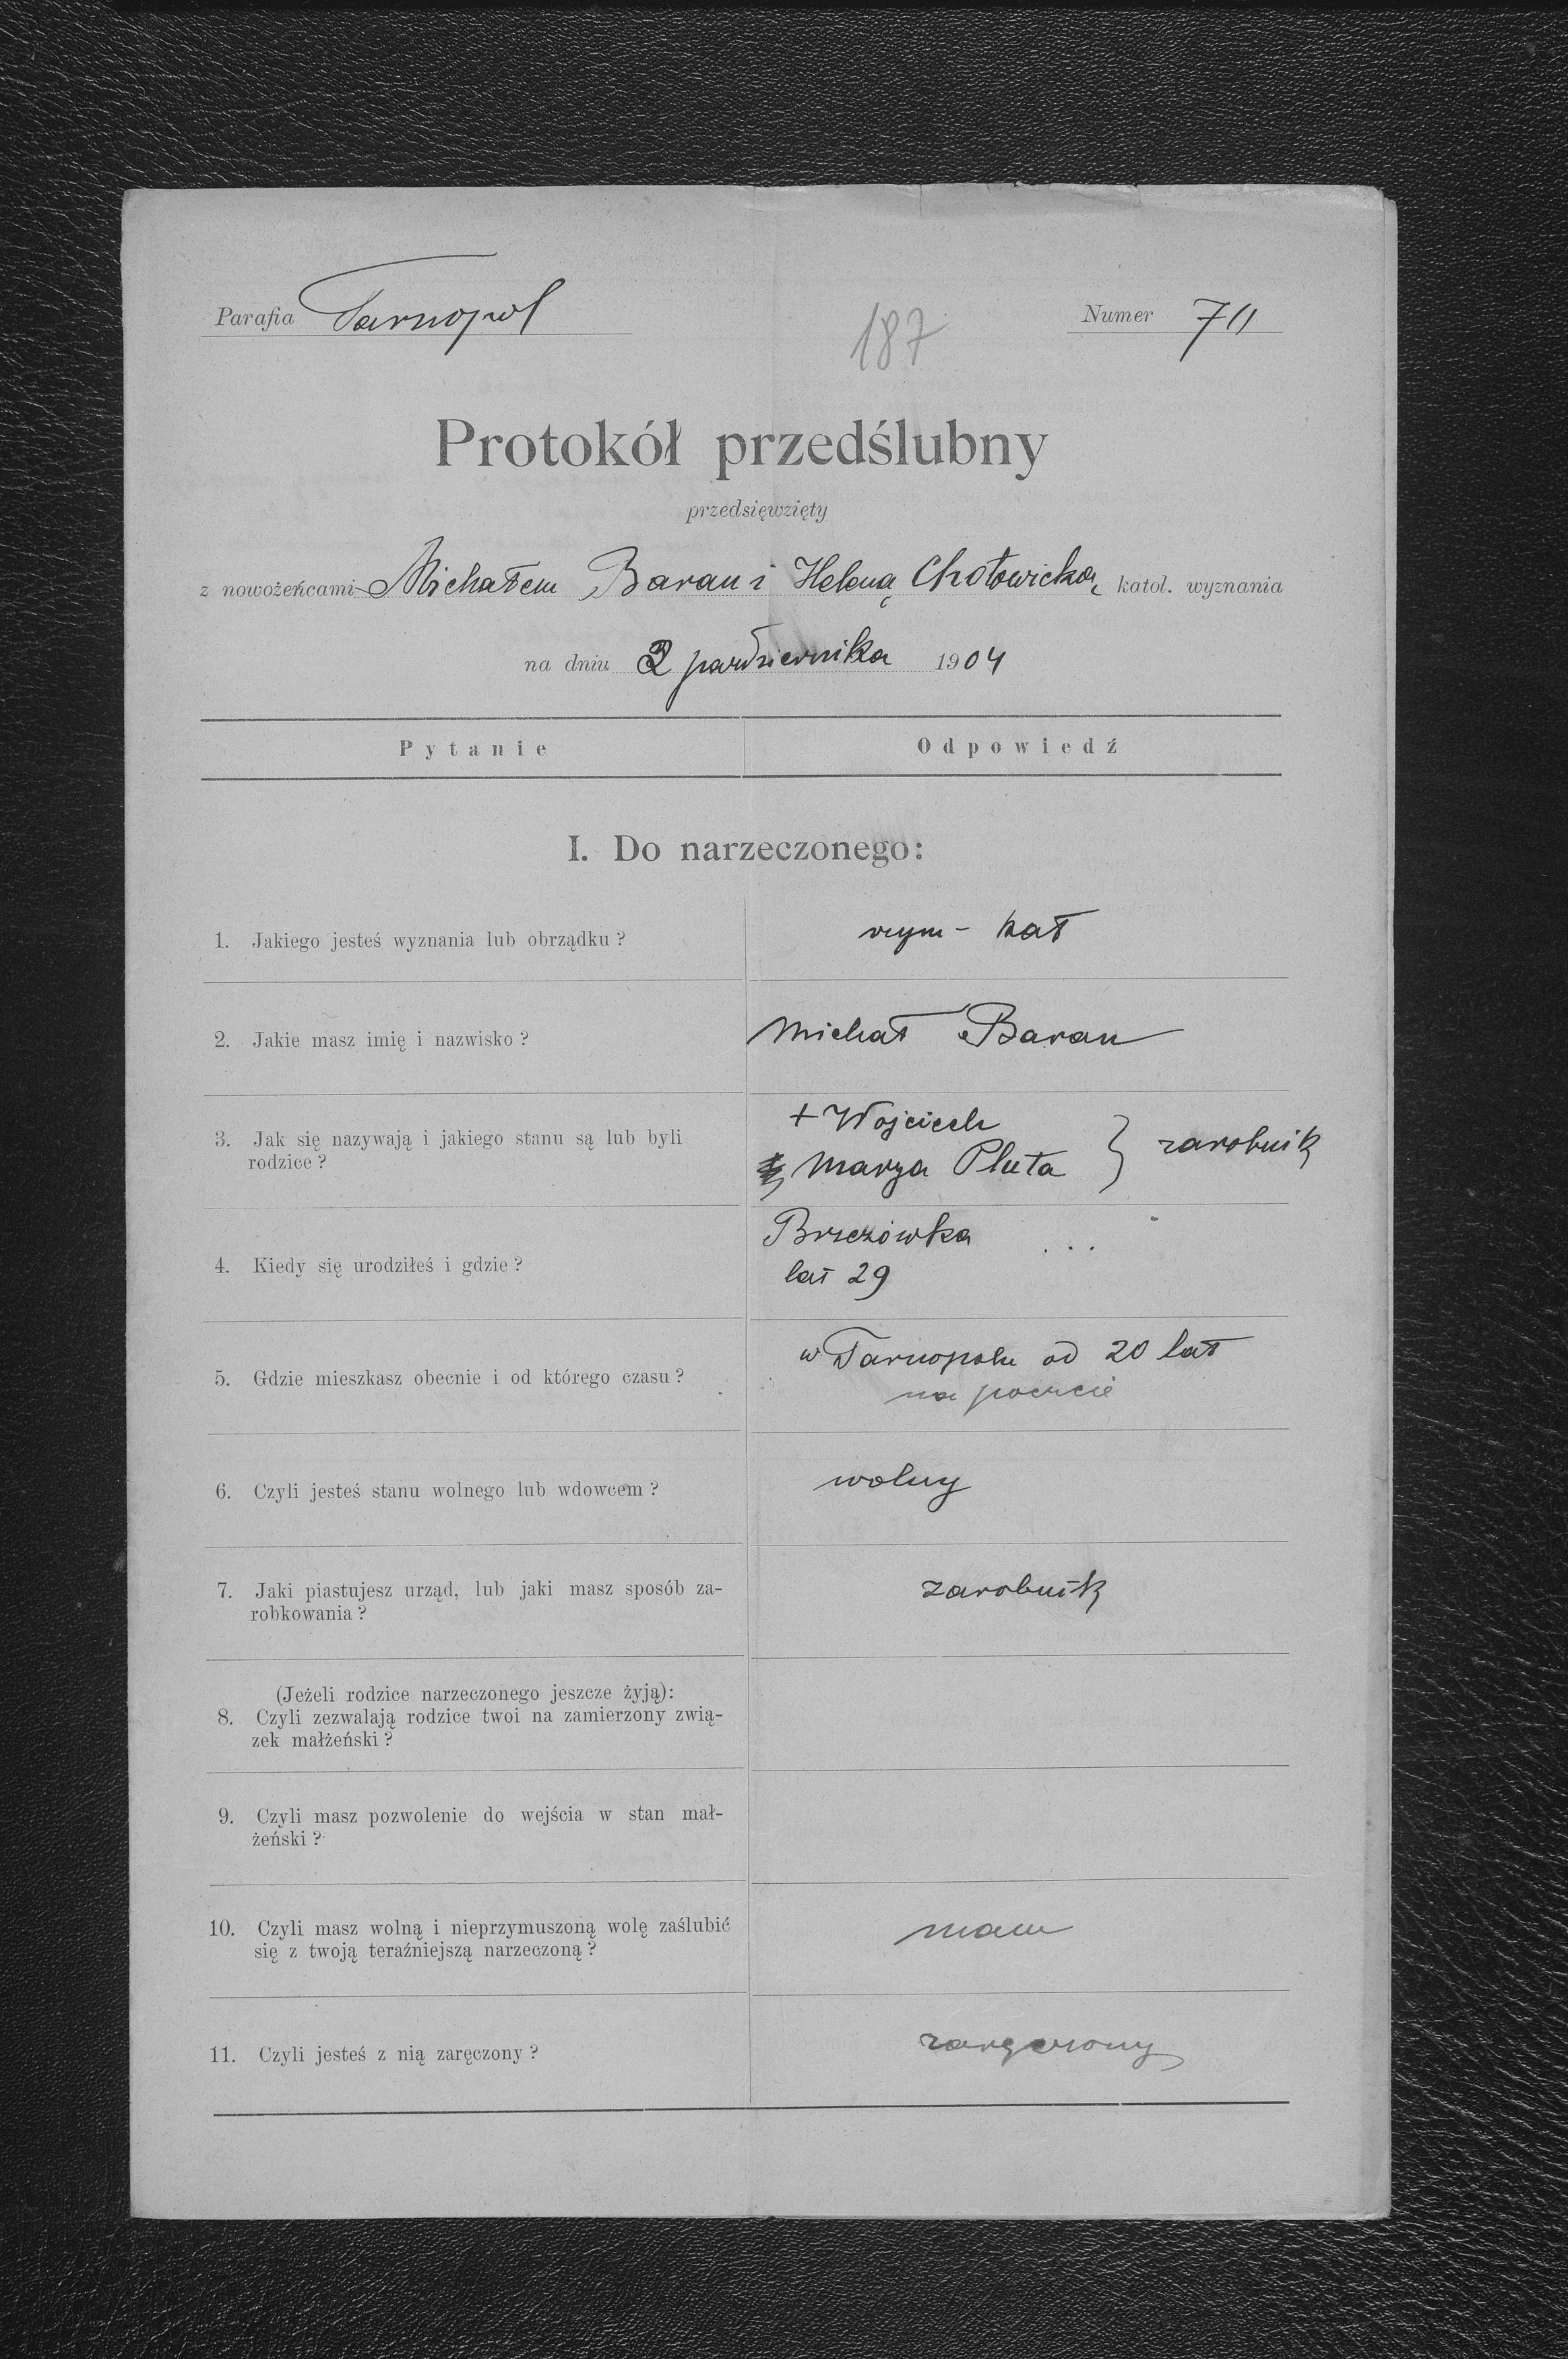 Parafia Tarnopol
187
Numer 711
Protokół przedślubny
przedsięwzięty
z nowożeńcami Michałem Baran i Heleną Chołowicką katol. wyznania
na dniu 2 października 1904
Pytanie
Odpowiedź
I. Do narzeczonego:
1. Jakiego jesteś wyznania lub obrządku?
rzym - kat
2. Jakie masz imię i nazwisko?
Michał Baran
3. Jak się nazywają i jakiego stanu są lub byli
rodzice?
+ Wojciech
Marya Pluta } zarobnik
4. Kiedy się urodziłeś i gdzie?
Brzezówka
lat 29
5. Gdzie mieszkasz obecnie i od którego czasu?
w Tarnopolu od 20 lat
na poczcie
6. Czyli jesteś stanu wolnego lub wdowcem?
wolny
7. Jaki piastujesz urząd, lub jaki masz sposób za-
robkowania?
zarobnik
(Jeżeli rodzice narzeczonego jeszcze żyją):
8. Czyli zezwalają rodzice twoi na zamierzony zwią-
zek małżeński?
9. Czyli masz pozwolenie do wejścia w stan mał-
żeński?
10. Czyli masz wolną i nieprzymuszoną wolę zaślubić
się z twoją teraźniejszą narzeczoną?
mam
11. Czyli jesteś z nią zaręczony?
zaręczony